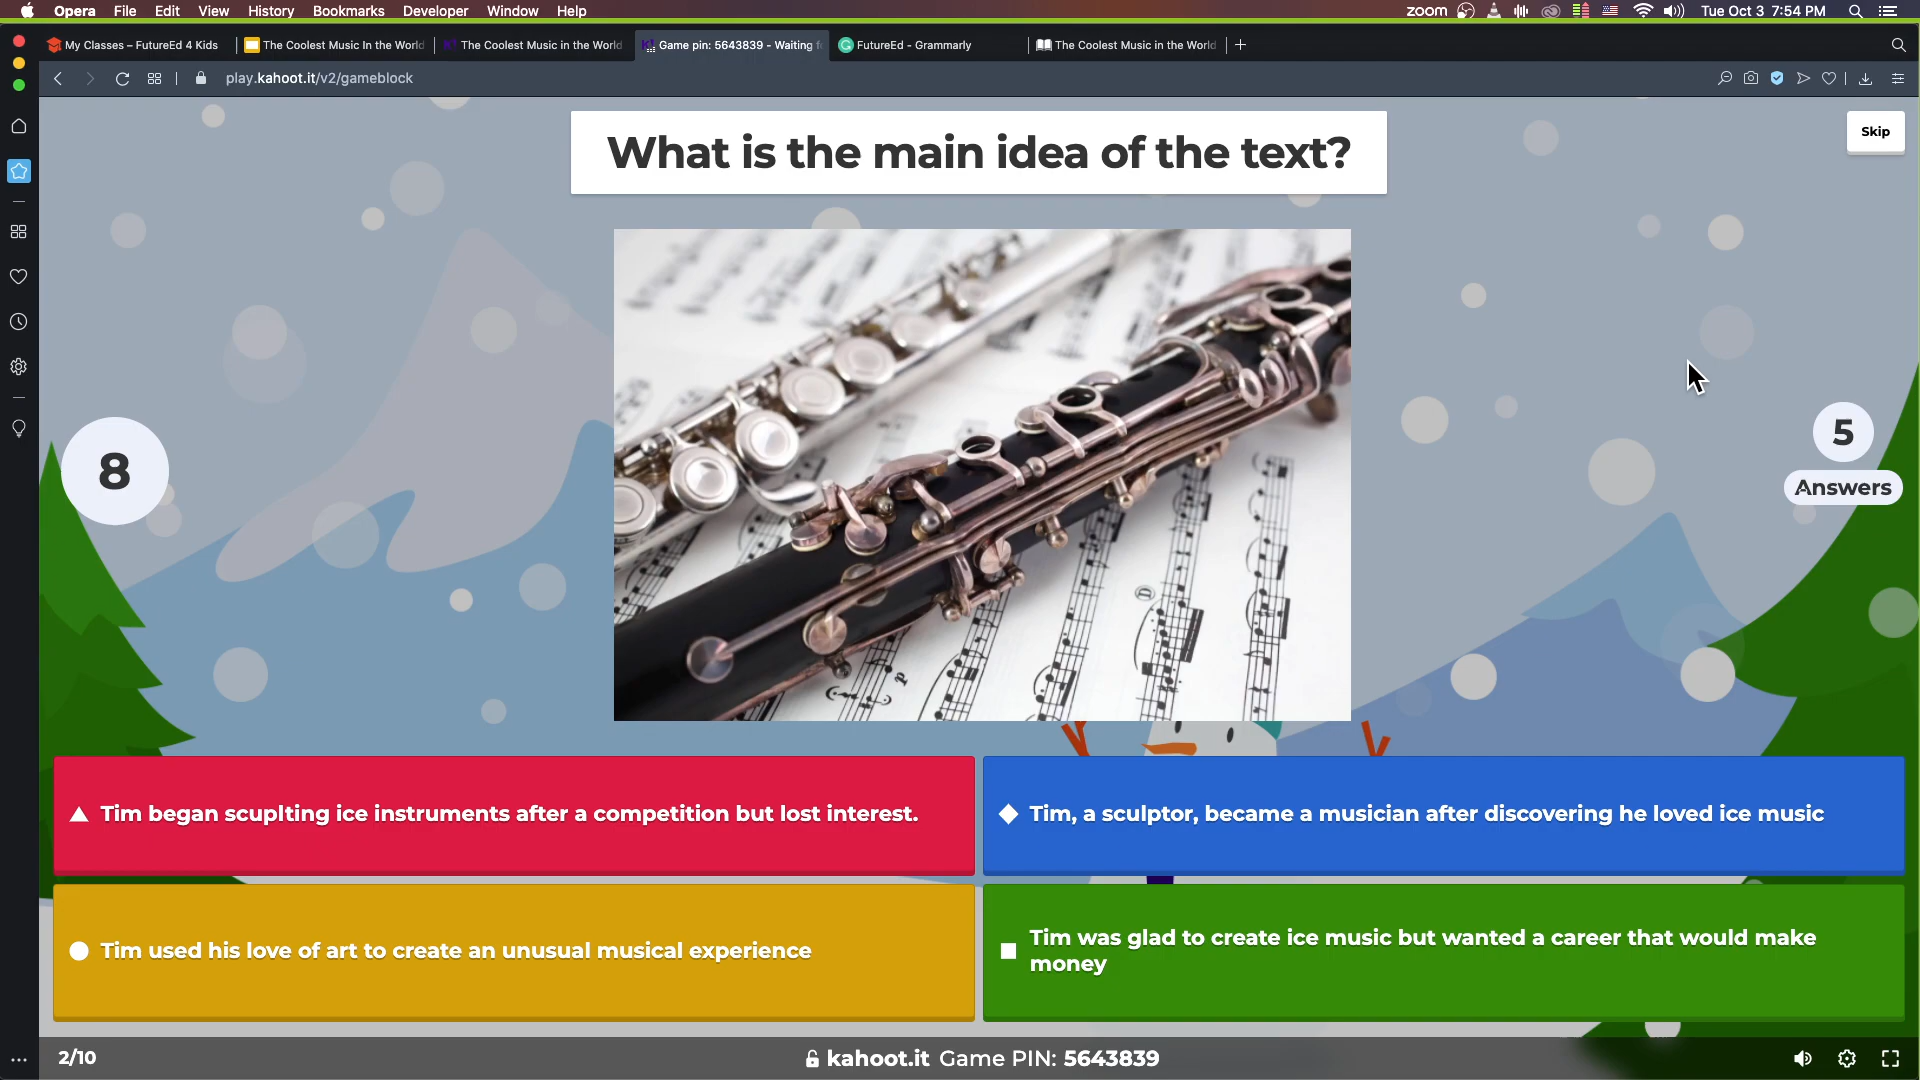 Opera File Edit View History Bookmarks Developer Window Help zoom Tue Oct 3 7:54 PM
My Classes – FutureEd 4 Kids The Coolest Music In the World The Coolest Music in the World Game pin: 5643839 - Waiting f FutureEd - Grammarly The Coolest Music in the World
play.kahoot.it/v2/gameblock
What is the main idea of the text?
Skip
8
5
Answers
Tim began scuplting ice instruments after a competition but lost interest.
Tim, a sculptor, became a musician after discovering he loved ice music
Tim used his love of art to create an unusual musical experience
Tim was glad to create ice music but wanted a career that would make
money
2/10
kahoot.it Game PIN: 5643839